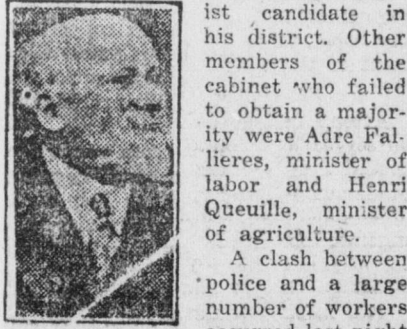 ist candidate in
his district. Other
members of the
cabinet who failed
to obtain a major-
ity were Adre Fal-
lieres, minister of
labor and Henri
Queuille, minister
of agriculture.
A clash between
police and a large
number of workers